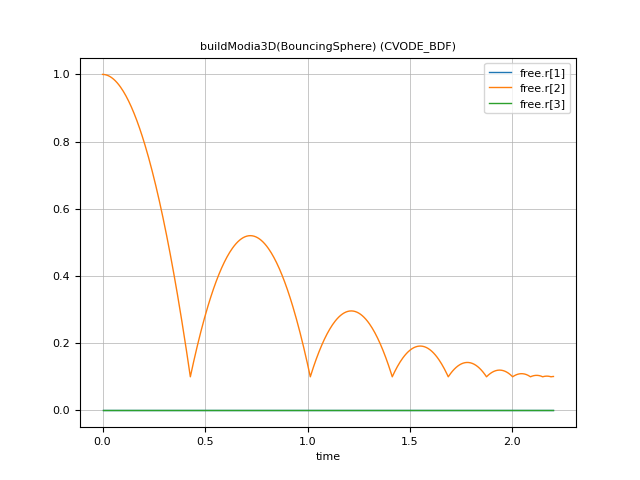 buildModia3D(BouncingSphere) (CVODE_BDF)
free.r[1]
free.r[2]
free.r[3]
1.0
0.8
0.6
0.4
0.2
0.0
0.0 0.5 1.0 1.5 2.0
time